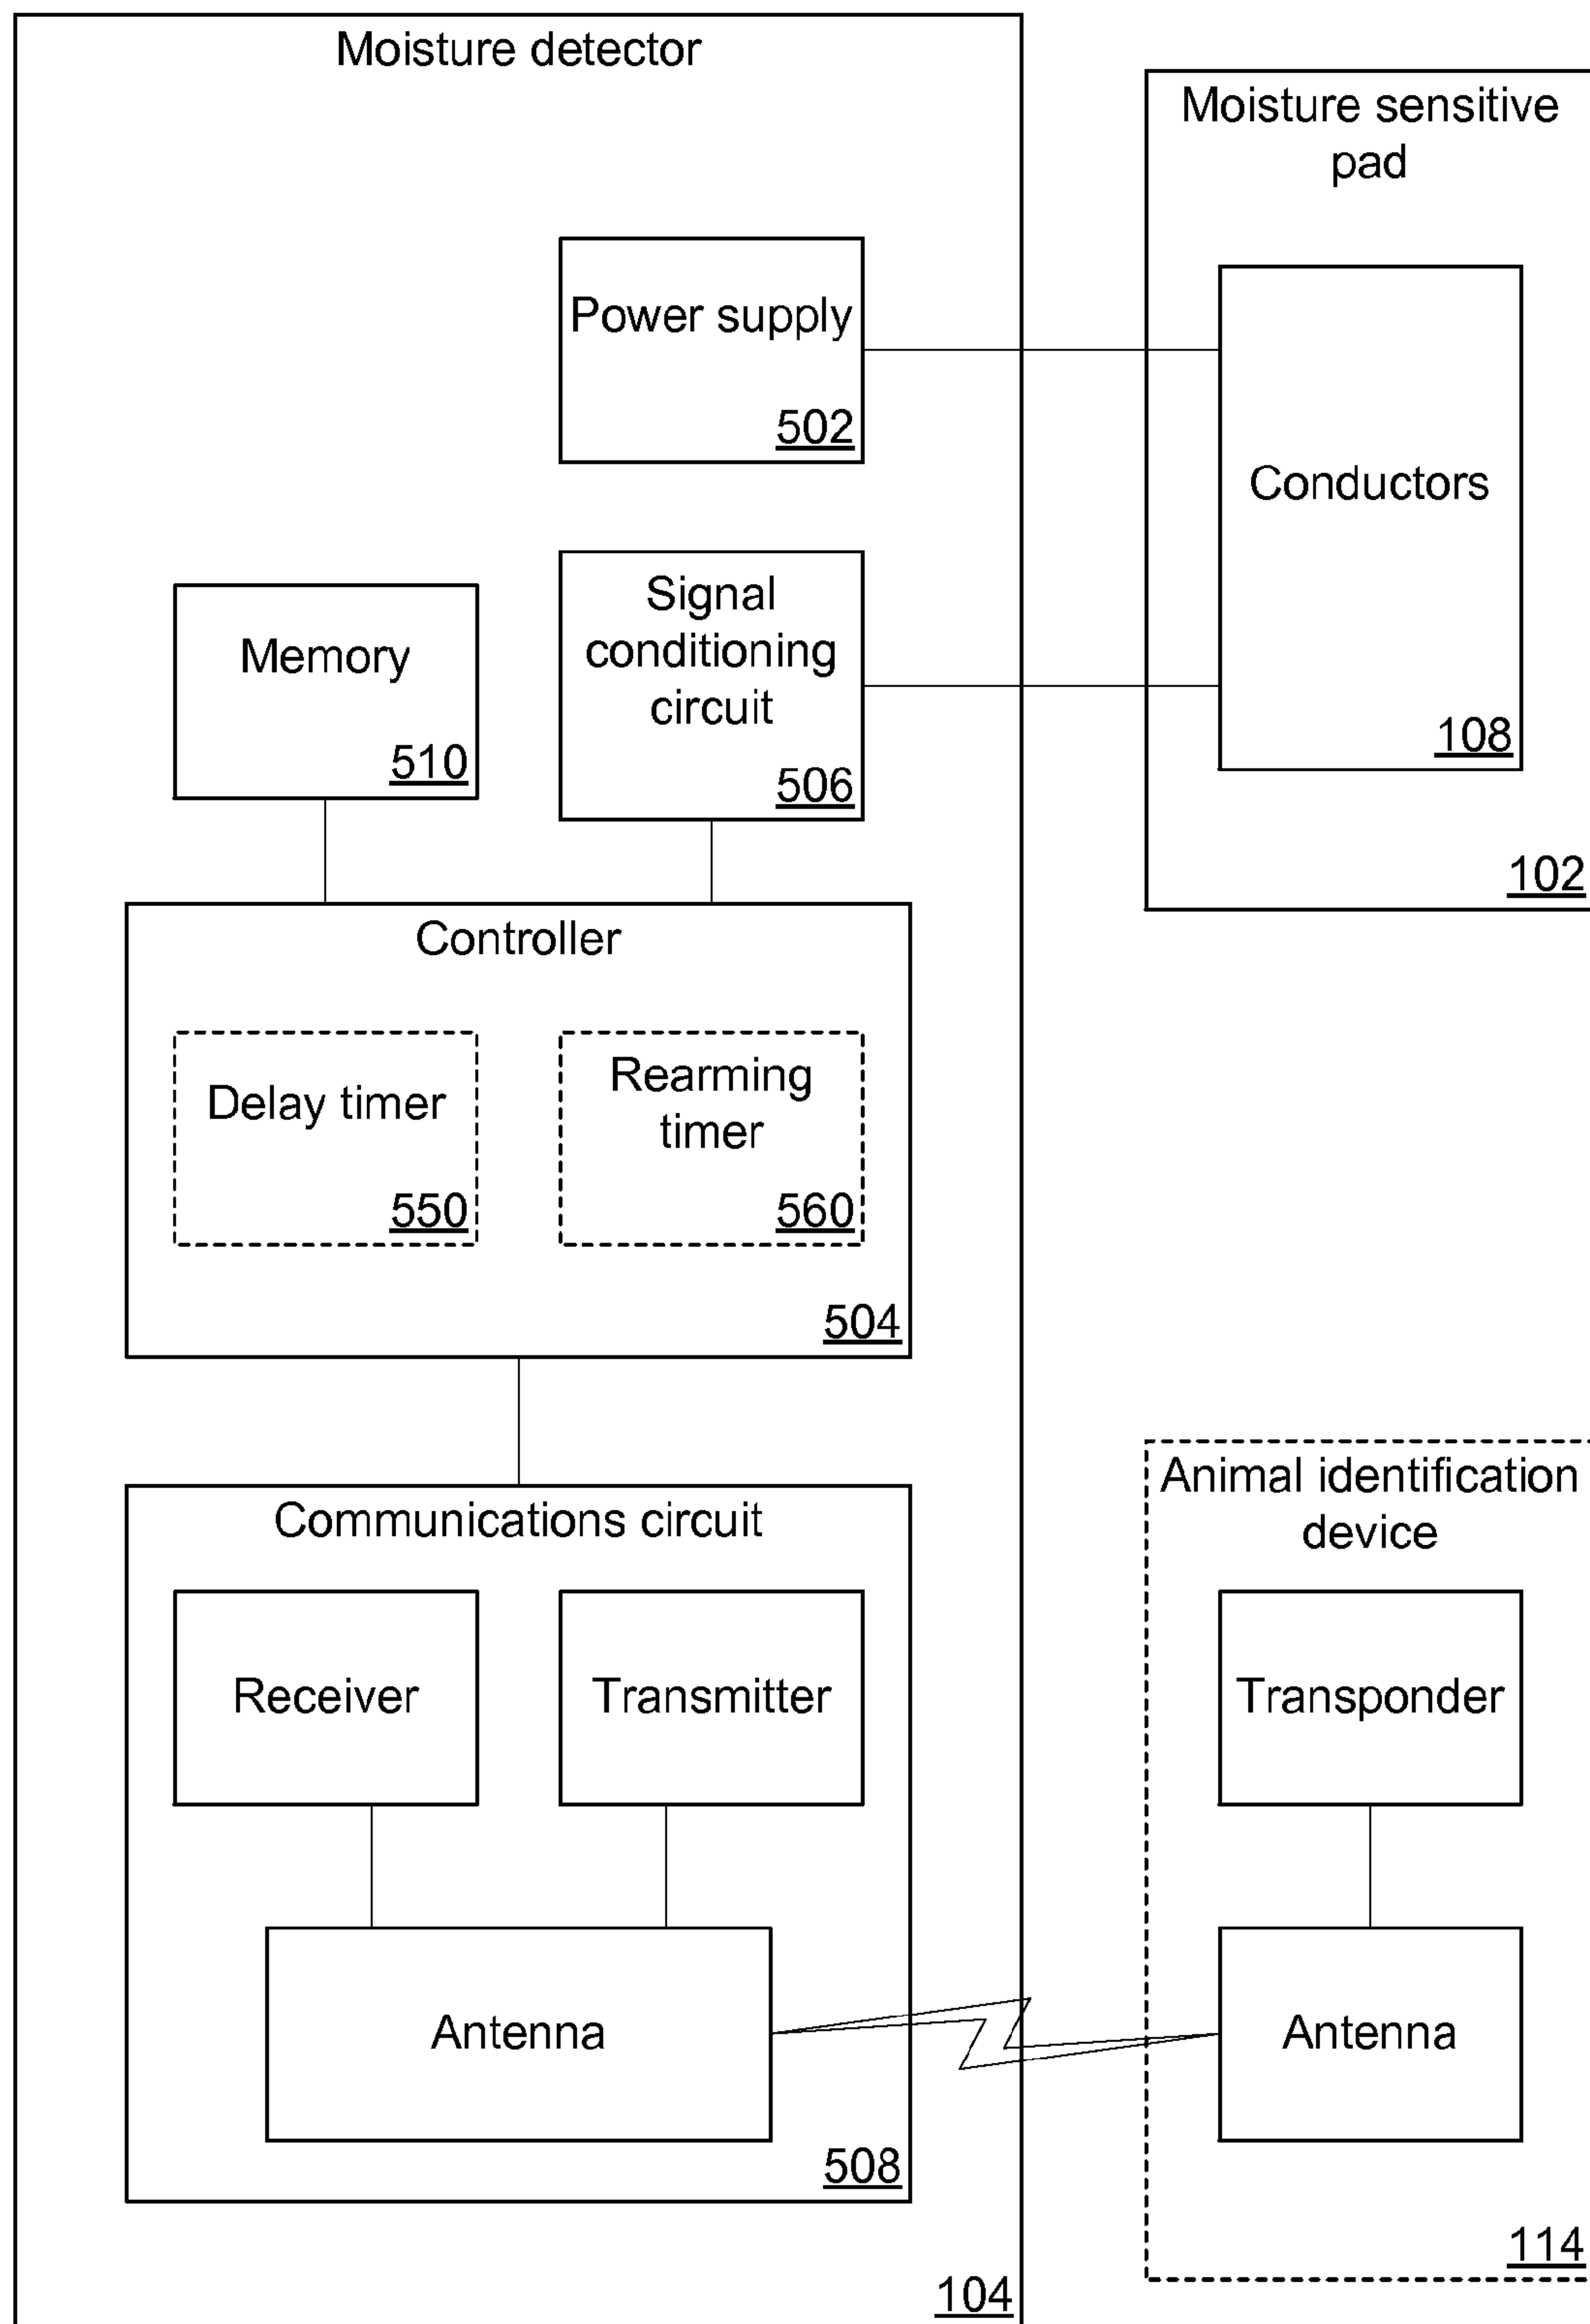 Moisture detector
Power supply
502
Memory
510
Signal
conditioning
circuit
506
Controller
Delay timer
550
Rearming
timer
560
504
Communications circuit
Receiver
Transmitter
Antenna
508
104
Moisture sensitive
pad
Conductors
108
102
Animal identification
device
Transponder
Antenna
114